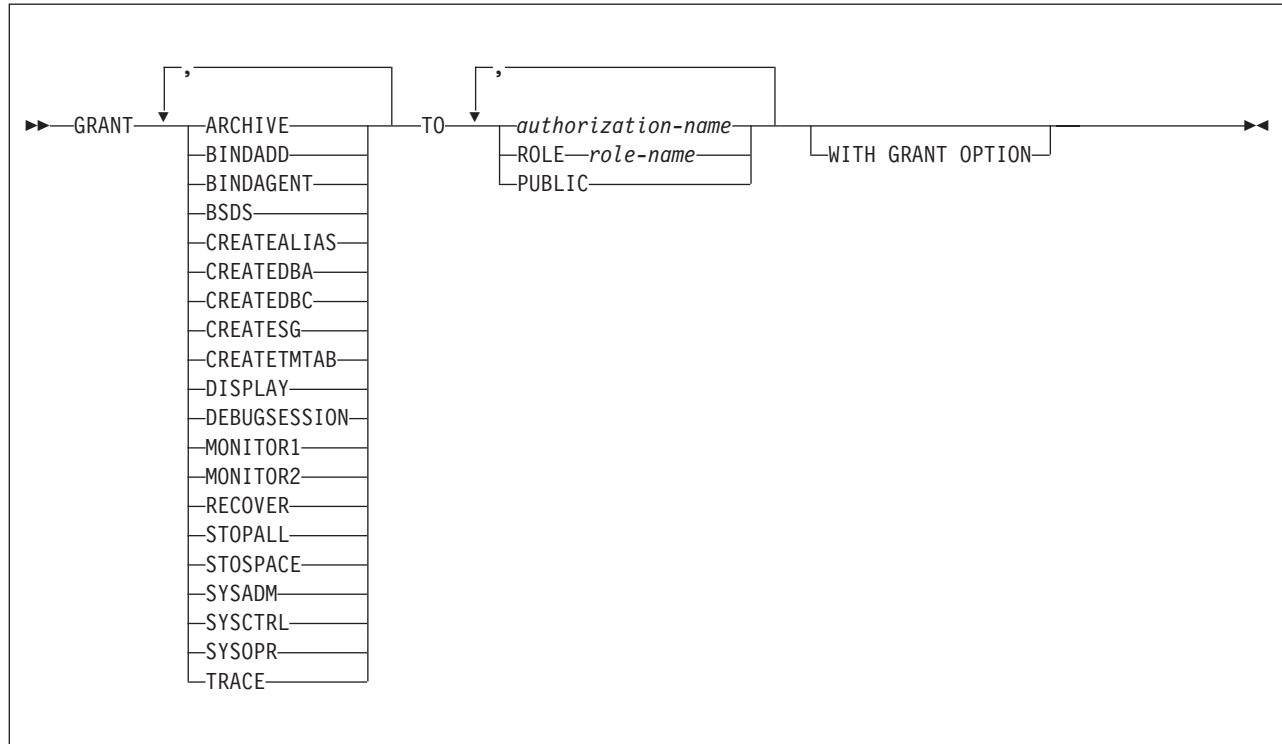 , ,
GRANT ARCHIVE TO authorization-name
BINDADD ROLE role-name WITH GRANT OPTION
BINDAGENT PUBLIC
BSDS
CREATEALIAS
CREATEDBA
CREATEDBC
CREATESG
CREATETMTAB
DISPLAY
DEBUGSESSION
MONITOR1
MONITOR2
RECOVER
STOPALL
STOSPACE
SYSADM
SYSCTRL
SYSOPR
TRACE